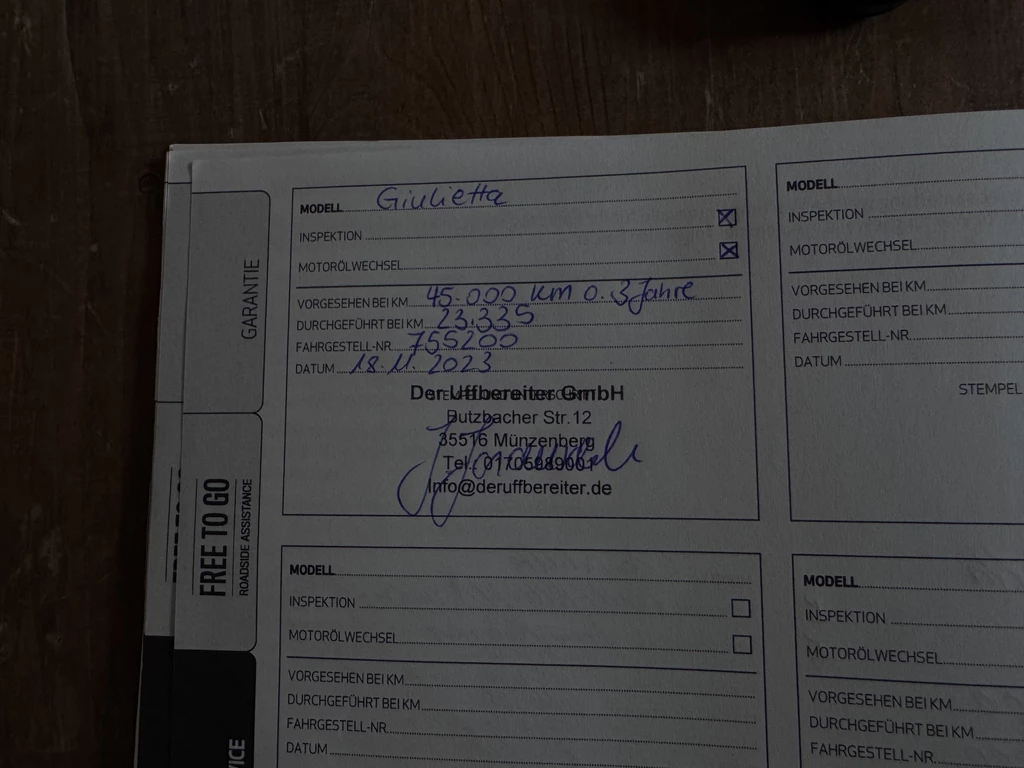 MODELL Giulietta
INSPEKTION
MOTORÖLWECHSEL
VORGESEHEN BEI KM 45.000 km o. 3 Jahre
DURCHGEFÜHRT BEI KM 23.335
FAHRGESTELL-NR. 755200
DATUM 18.11.2023
Der Uffbereiter GmbH
Butzbacher Str.12
35516 Münzenberg
Tel.: 01705989001
Info@deruffbereiter.de
MODELL
INSPEKTION
MOTORÖLWECHSEL
VORGESEHEN BEI KM
DURCHGEFÜHRT BEI KM
FAHRGESTELL-NR.
DATUM
STEMPEL
MODELL
INSPEKTION
MOTORÖLWECHSEL
VORGESEHEN BEI KM
DURCHGEFÜHRT BEI KM
FAHRGESTELL-NR.
DATUM
MODELL
INSPEKTION
MOTORÖLWECHSEL
VORGESEHEN BEI KM
DURCHGEFÜHRT BEI KM
FAHRGESTELL-NR.
GARANTIE
FREE TO GO
ROADSIDE ASSISTANCE